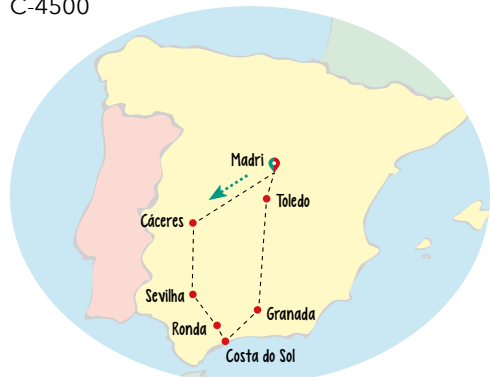 C-4500
Madri
Toledo
Cáceres
Sevilha
Granada
Ronda
Costa do Sol